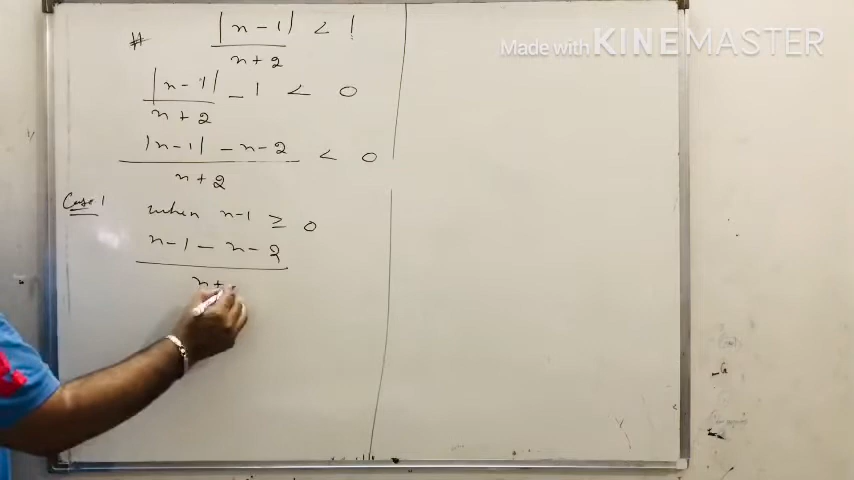 # |n-1| / n+2 < 1
|n-1| / n+2 - 1 < 0
|n-1| - n-2 / n+2 < 0
Case 1 when n-1 ≥ 0
n-1 - n-2 / n+
Made with KINEMASTER